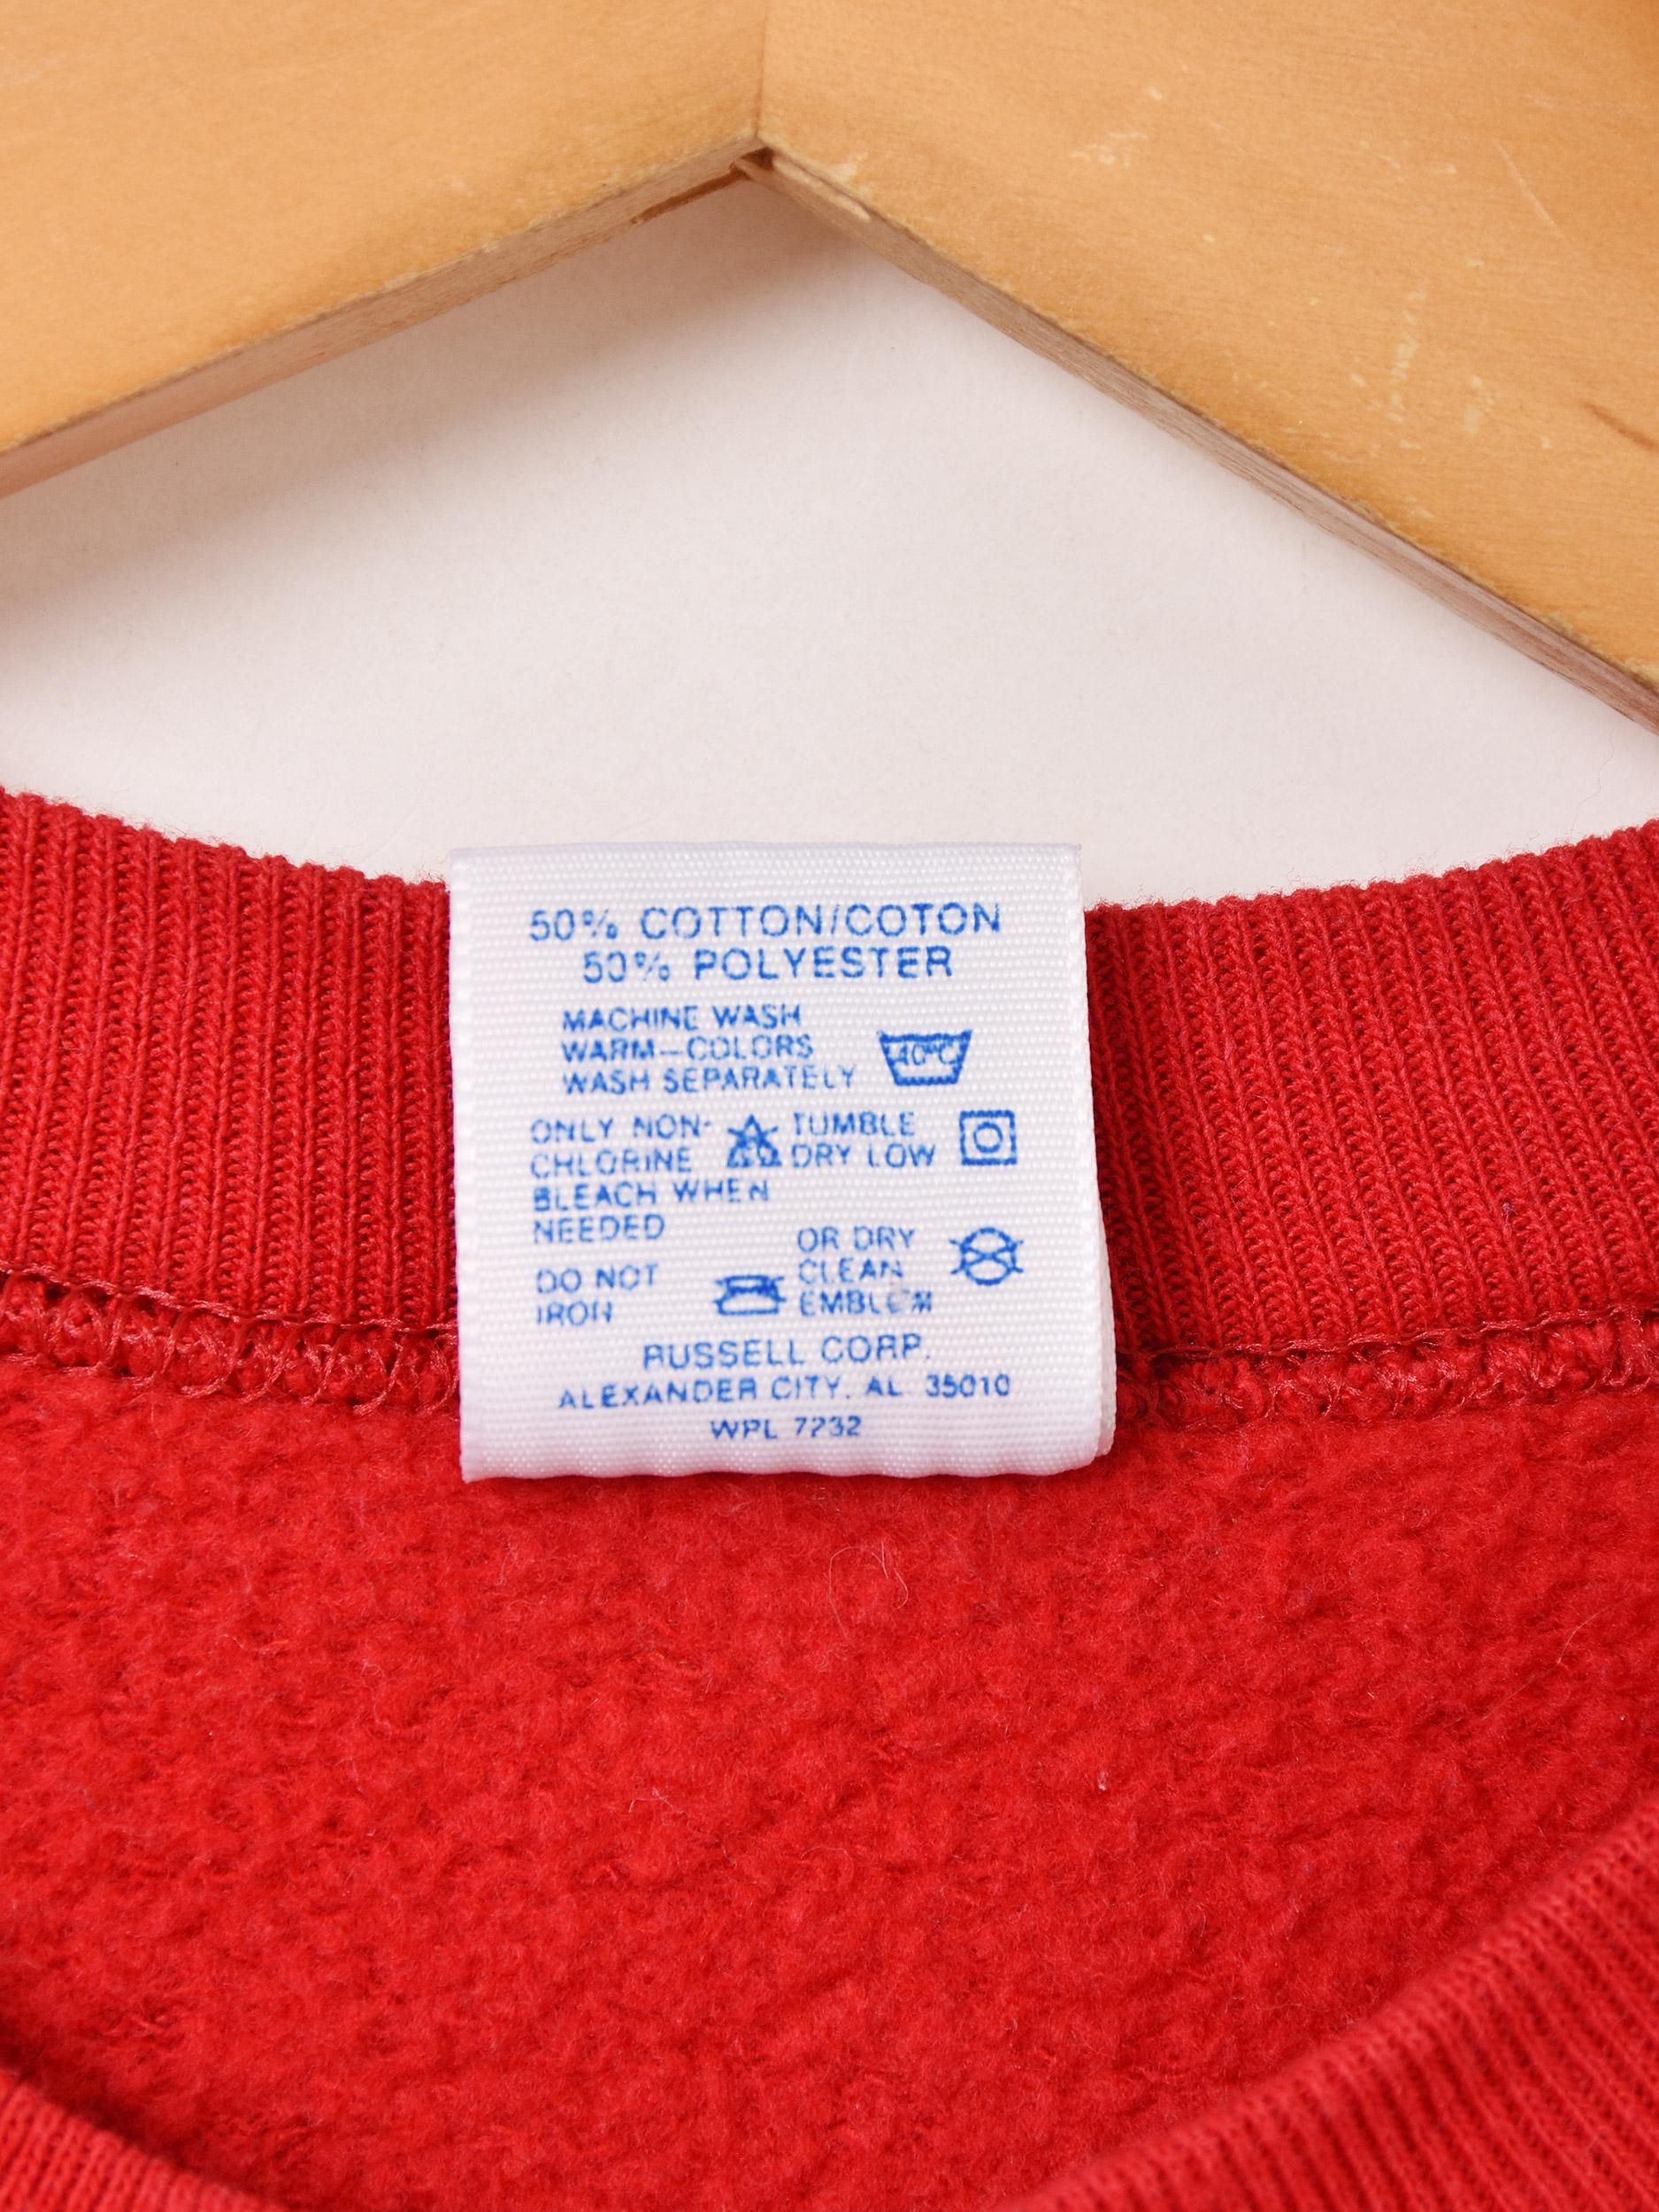 50% COTTON/COTON
50% POLYESTER
MACHINE WASH
WARM—COLORS
WASH SEPARATELY
40°C
ONLY NON-
CHLORINE
BLEACH WHEN
NEEDED
TUMBLE
DRY LOW
DO NOT
IRON
OR DRY
CLEAN
EMBLEM
RUSSELL CORP.
ALEXANDER CITY, AL 35010
WPL 7232